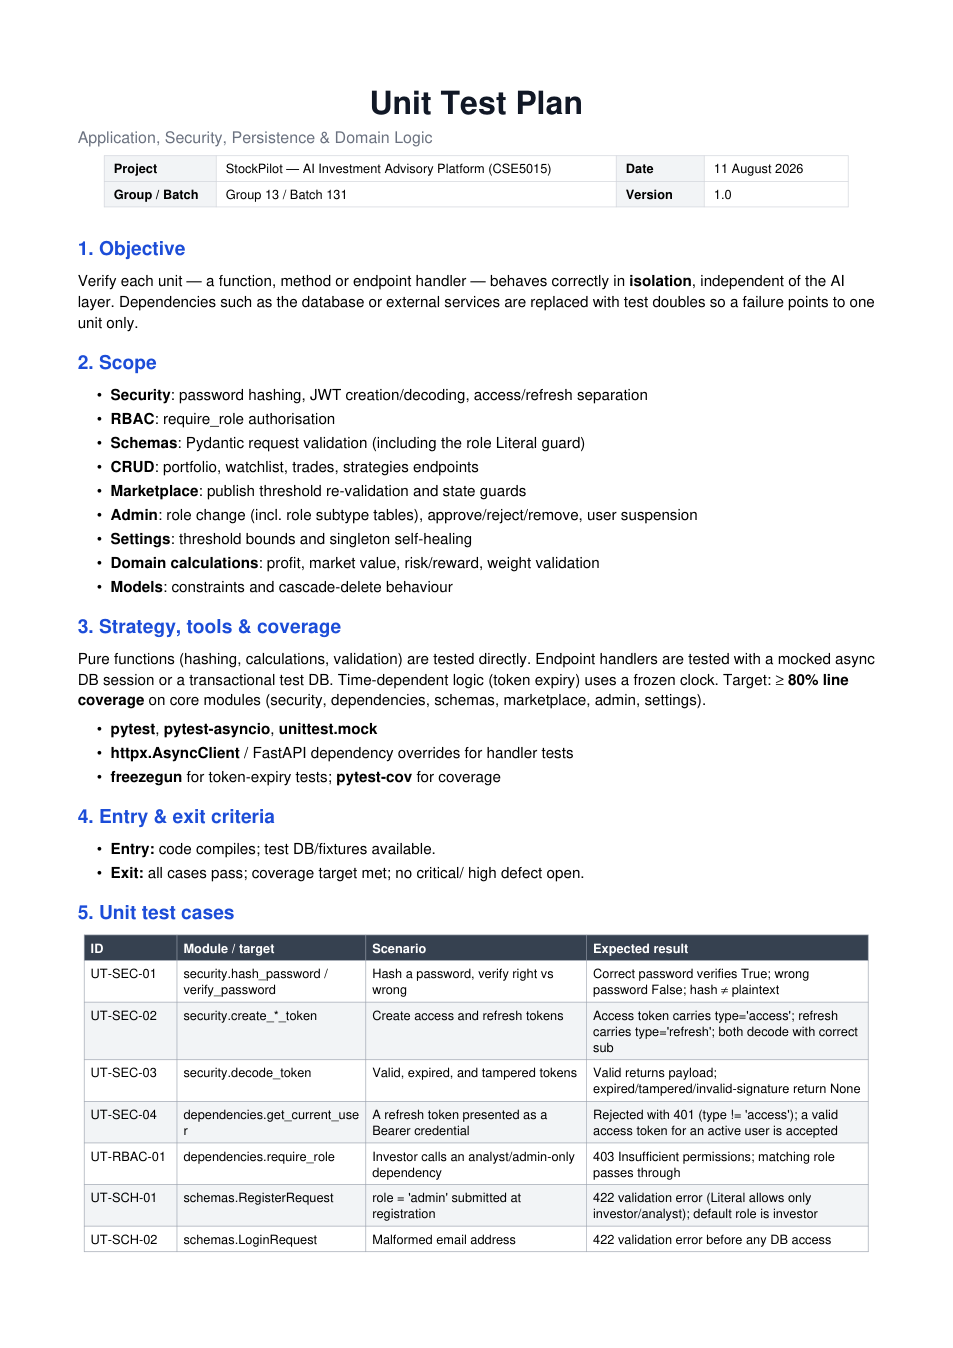 Unit Test Plan
Application, Security, Persistence & Domain Logic
Project StockPilot — AI Investment Advisory Platform (CSE5015) Date 11 August 2026
Group / Batch Group 13 / Batch 131 Version 1.0
1. Objective
Verify each unit — a function, method or endpoint handler — behaves correctly in isolation, independent of the AI
layer. Dependencies such as the database or external services are replaced with test doubles so a failure points to one
unit only.
2. Scope
• Security: password hashing, JWT creation/decoding, access/refresh separation
• RBAC: require_role authorisation
• Schemas: Pydantic request validation (including the role Literal guard)
• CRUD: portfolio, watchlist, trades, strategies endpoints
• Marketplace: publish threshold re-validation and state guards
• Admin: role change (incl. role subtype tables), approve/reject/remove, user suspension
• Settings: threshold bounds and singleton self-healing
• Domain calculations: profit, market value, risk/reward, weight validation
• Models: constraints and cascade-delete behaviour
3. Strategy, tools & coverage
Pure functions (hashing, calculations, validation) are tested directly. Endpoint handlers are tested with a mocked async
DB session or a transactional test DB. Time-dependent logic (token expiry) uses a frozen clock. Target: ≥ 80% line
coverage on core modules (security, dependencies, schemas, marketplace, admin, settings).
• pytest, pytest-asyncio, unittest.mock
• httpx.AsyncClient / FastAPI dependency overrides for handler tests
• freezegun for token-expiry tests; pytest-cov for coverage
4. Entry & exit criteria
• Entry: code compiles; test DB/fixtures available.
• Exit: all cases pass; coverage target met; no critical/ high defect open.
5. Unit test cases
ID Module / target Scenario Expected result
UT-SEC-01 security.hash_password / Hash a password, verify right vs Correct password verifies True; wrong
verify_password wrong password False; hash ≠ plaintext
UT-SEC-02 security.create_*_token Create access and refresh tokens Access token carries type='access'; refresh
carries type='refresh'; both decode with correct
sub
UT-SEC-03 security.decode_token Valid, expired, and tampered tokens Valid returns payload;
expired/tampered/invalid-signature return None
UT-SEC-04 dependencies.get_current_use A refresh token presented as a Rejected with 401 (type != 'access'); a valid
r Bearer credential access token for an active user is accepted
UT-RBAC-01 dependencies.require_role Investor calls an analyst/admin-only 403 Insufficient permissions; matching role
dependency passes through
UT-SCH-01 schemas.RegisterRequest role = 'admin' submitted at 422 validation error (Literal allows only
registration investor/analyst); default role is investor
UT-SCH-02 schemas.LoginRequest Malformed email address 422 validation error before any DB access